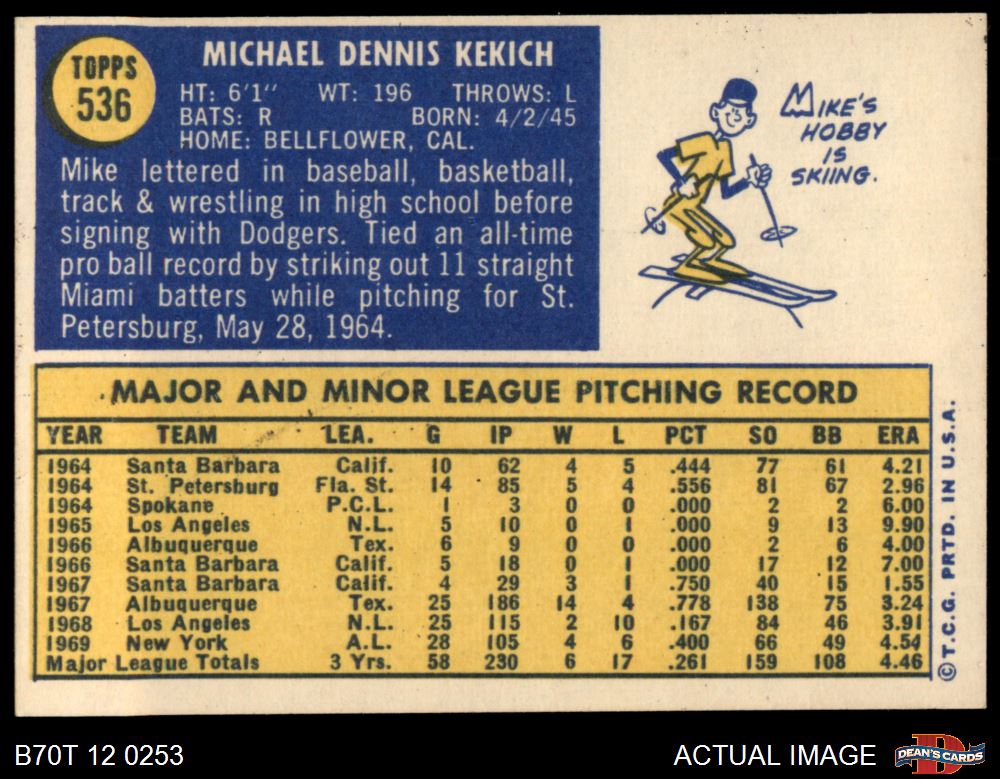 TOPPS
536
MICHAEL DENNIS KEKICH
HT: 6'1" WT: 196 THROWS: L
BATS: R BORN: 4/2/45
HOME: BELLFLOWER, CAL.
Mike lettered in baseball, basketball,
track & wrestling in high school before
signing with Dodgers. Tied an all-time
pro ball record by striking out 11 straight
Miami batters while pitching for St.
Petersburg, May 28, 1964.
MIKE'S
HOBBY
IS
SKIING.
MAJOR AND MINOR LEAGUE PITCHING RECORD
YEAR TEAM LEA. G IP W L PCT SO BB ERA
1964 Santa Barbara Calif. 10 62 4 5 .444 77 61 4.21
1964 St. Petersburg Fla. St. 14 85 5 4 .556 81 67 2.96
1964 Spokane P.C.L. 1 3 0 0 .000 2 2 6.00
1965 Los Angeles N.L. 5 10 0 1 .000 9 13 9.90
1966 Albuquerque Tex. 6 9 0 0 .000 2 6 4.00
1966 Santa Barbara Calif. 5 18 0 1 .000 17 12 7.00
1967 Santa Barbara Calif. 4 29 3 1 .750 40 15 1.55
1967 Albuquerque Tex. 25 186 14 4 .778 138 75 3.24
1968 Los Angeles N.L. 25 115 2 10 .167 84 46 3.91
1969 New York A.L. 28 105 4 6 .400 66 49 4.54
Major League Totals 3 Yrs. 58 230 6 17 .261 159 108 4.46
©T.C.G. PRTD. IN U.S.A.
B70T 12 0253
ACTUAL IMAGE
D
DEAN'S CARDS